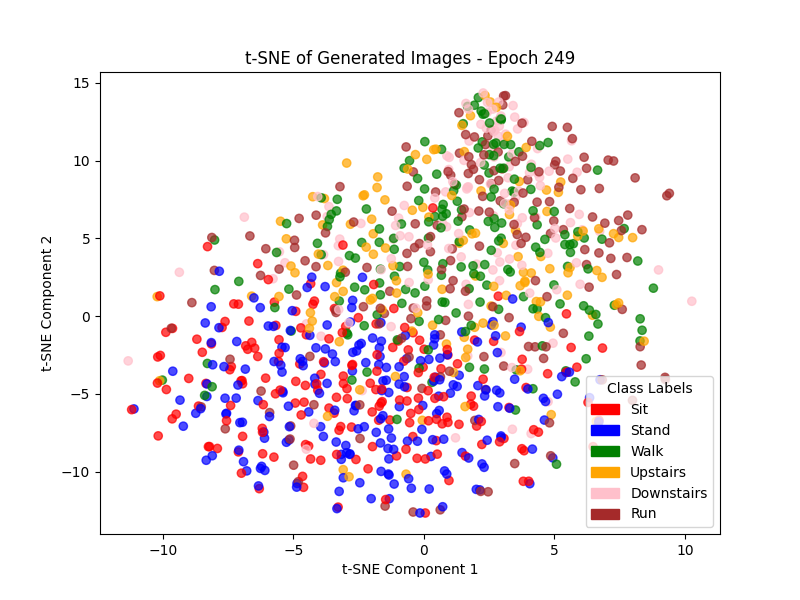 t-SNE of Generated Images - Epoch 249
15
10
5
0
−5
−10
t-SNE Component 2
−10
−5
0
5
10
t-SNE Component 1
Class Labels
Sit
Stand
Walk
Upstairs
Downstairs
Run